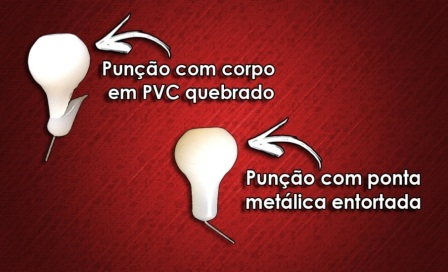 Punção com corpo
em PVC quebrado
Punção com ponta
metálica entortada